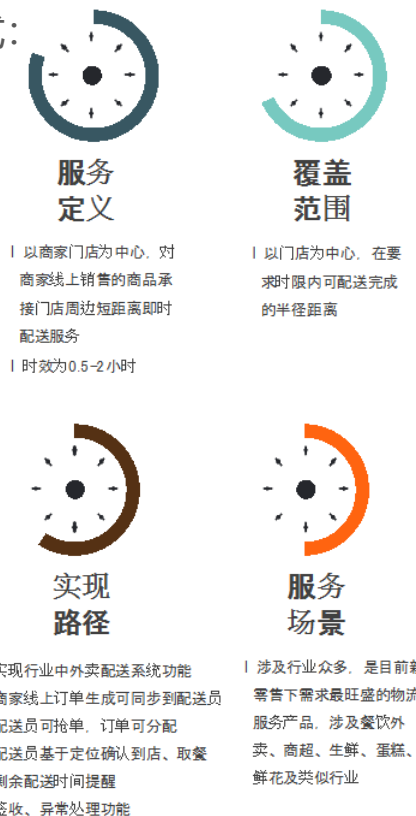 ：
服务
定义
l 以商家门店为中心，对
商家线上销售的商品承
接门店周边短距离即时
配送服务
l 时效为0.5-2小时
覆盖
范围
l 以门店为中心，在要
求时限内可配送完成
的半径距离
实现
路径
实现行业中外卖配送系统功能
商家线上订单生成可同步到配送员
配送员可抢单，订单可分配
配送员基于定位确认到店、取餐
剩余配送时间提醒
签收、异常处理功能
服务
场景
l 涉及行业众多，是目前新
零售下需求最旺盛的物流
服务产品，涉及餐饮外
卖、商超、生鲜、蛋糕、
鲜花及类似行业